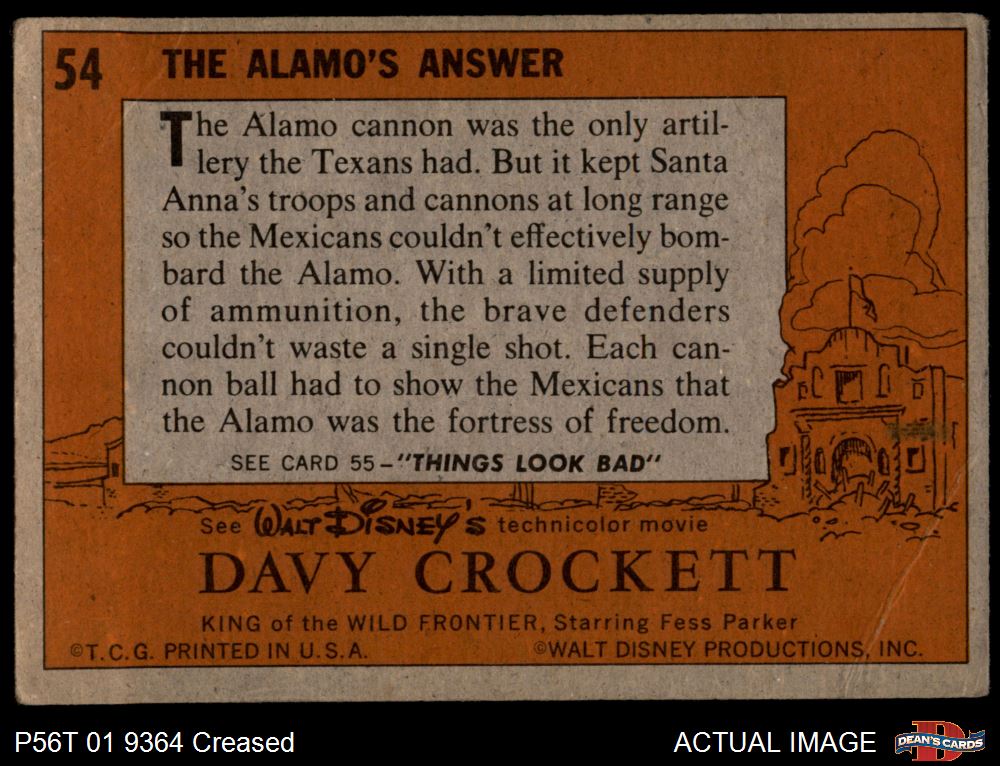 54 THE ALAMO'S ANSWER
The Alamo cannon was the only artil-
lery the Texans had. But it kept Santa
Anna's troops and cannons at long range
so the Mexicans couldn't effectively bom-
bard the Alamo. With a limited supply
of ammunition, the brave defenders
couldn't waste a single shot. Each can-
non ball had to show the Mexicans that
the Alamo was the fortress of freedom.
SEE CARD 55-"THINGS LOOK BAD"
See WALT DISNEY'S technicolor movie
DAVY CROCKETT
KING of the WILD FRONTIER, Starring Fess Parker
©T.C.G. PRINTED IN U.S.A. ©WALT DISNEY PRODUCTIONS, INC.
P56T 01 9364 Creased ACTUAL IMAGE DEAN'S CARDS